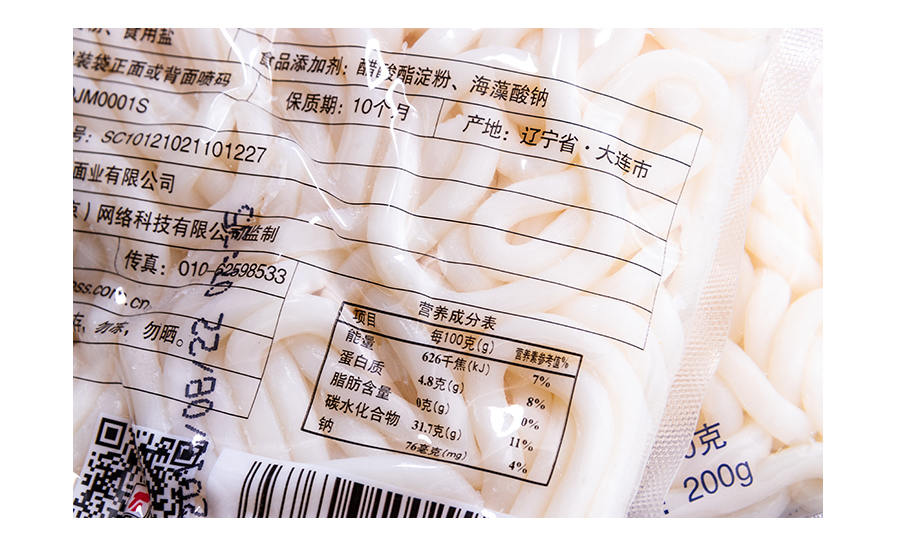 、食用盐
食品添加剂：醋酸酯淀粉、海藻酸钠
装袋正面或背面喷码
保质期：10个月
产地：辽宁省·大连市
JM0001S
号：SC10121021101227
面业有限公司
）网络科技有限公司监制
传真：010-62598533
ss.com.cn
勿冻，勿晒。
营养成分表
项目 每100克(g) 营养素参考值%
能量 626千焦(kJ) 7%
蛋白质 4.8克(g) 8%
脂肪含量 0克(g) 0%
碳水化合物 31.7克(g) 11%
钠 76毫克(mg) 4%
克
：200g